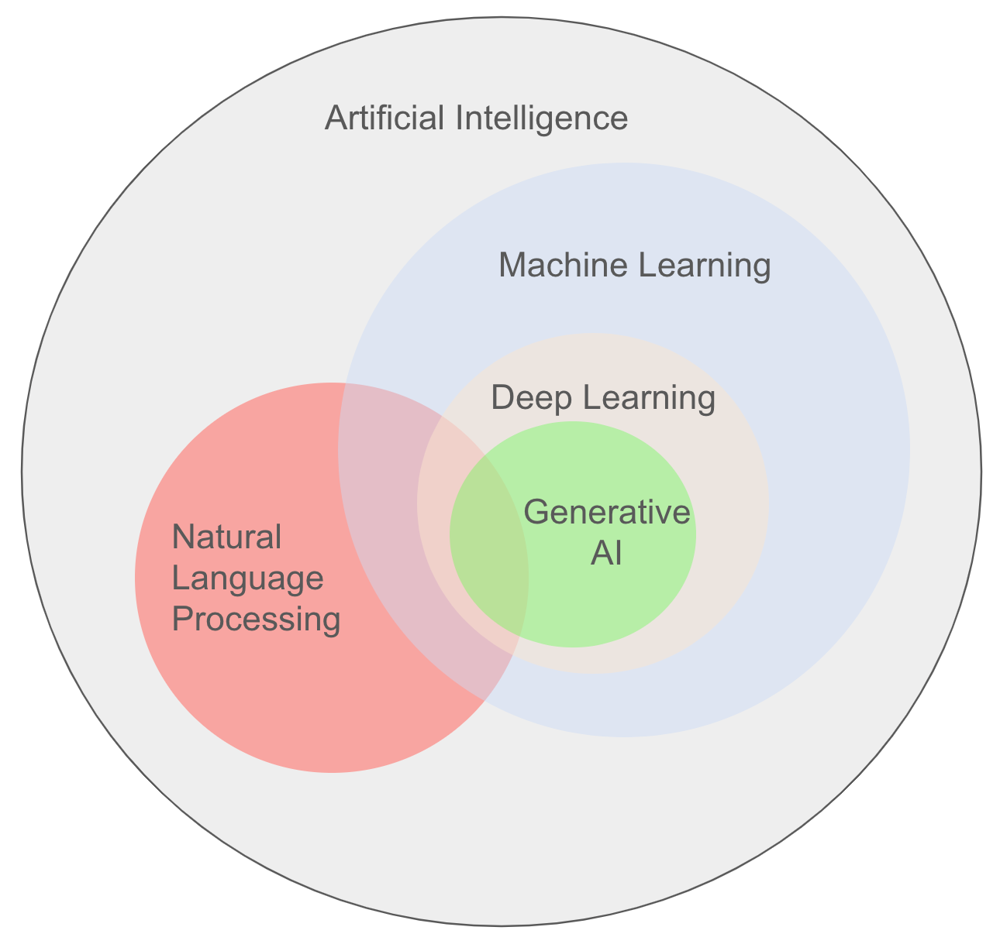 Artificial Intelligence
Machine Learning
Deep Learning
Generative
AI
Natural
Language
Processing